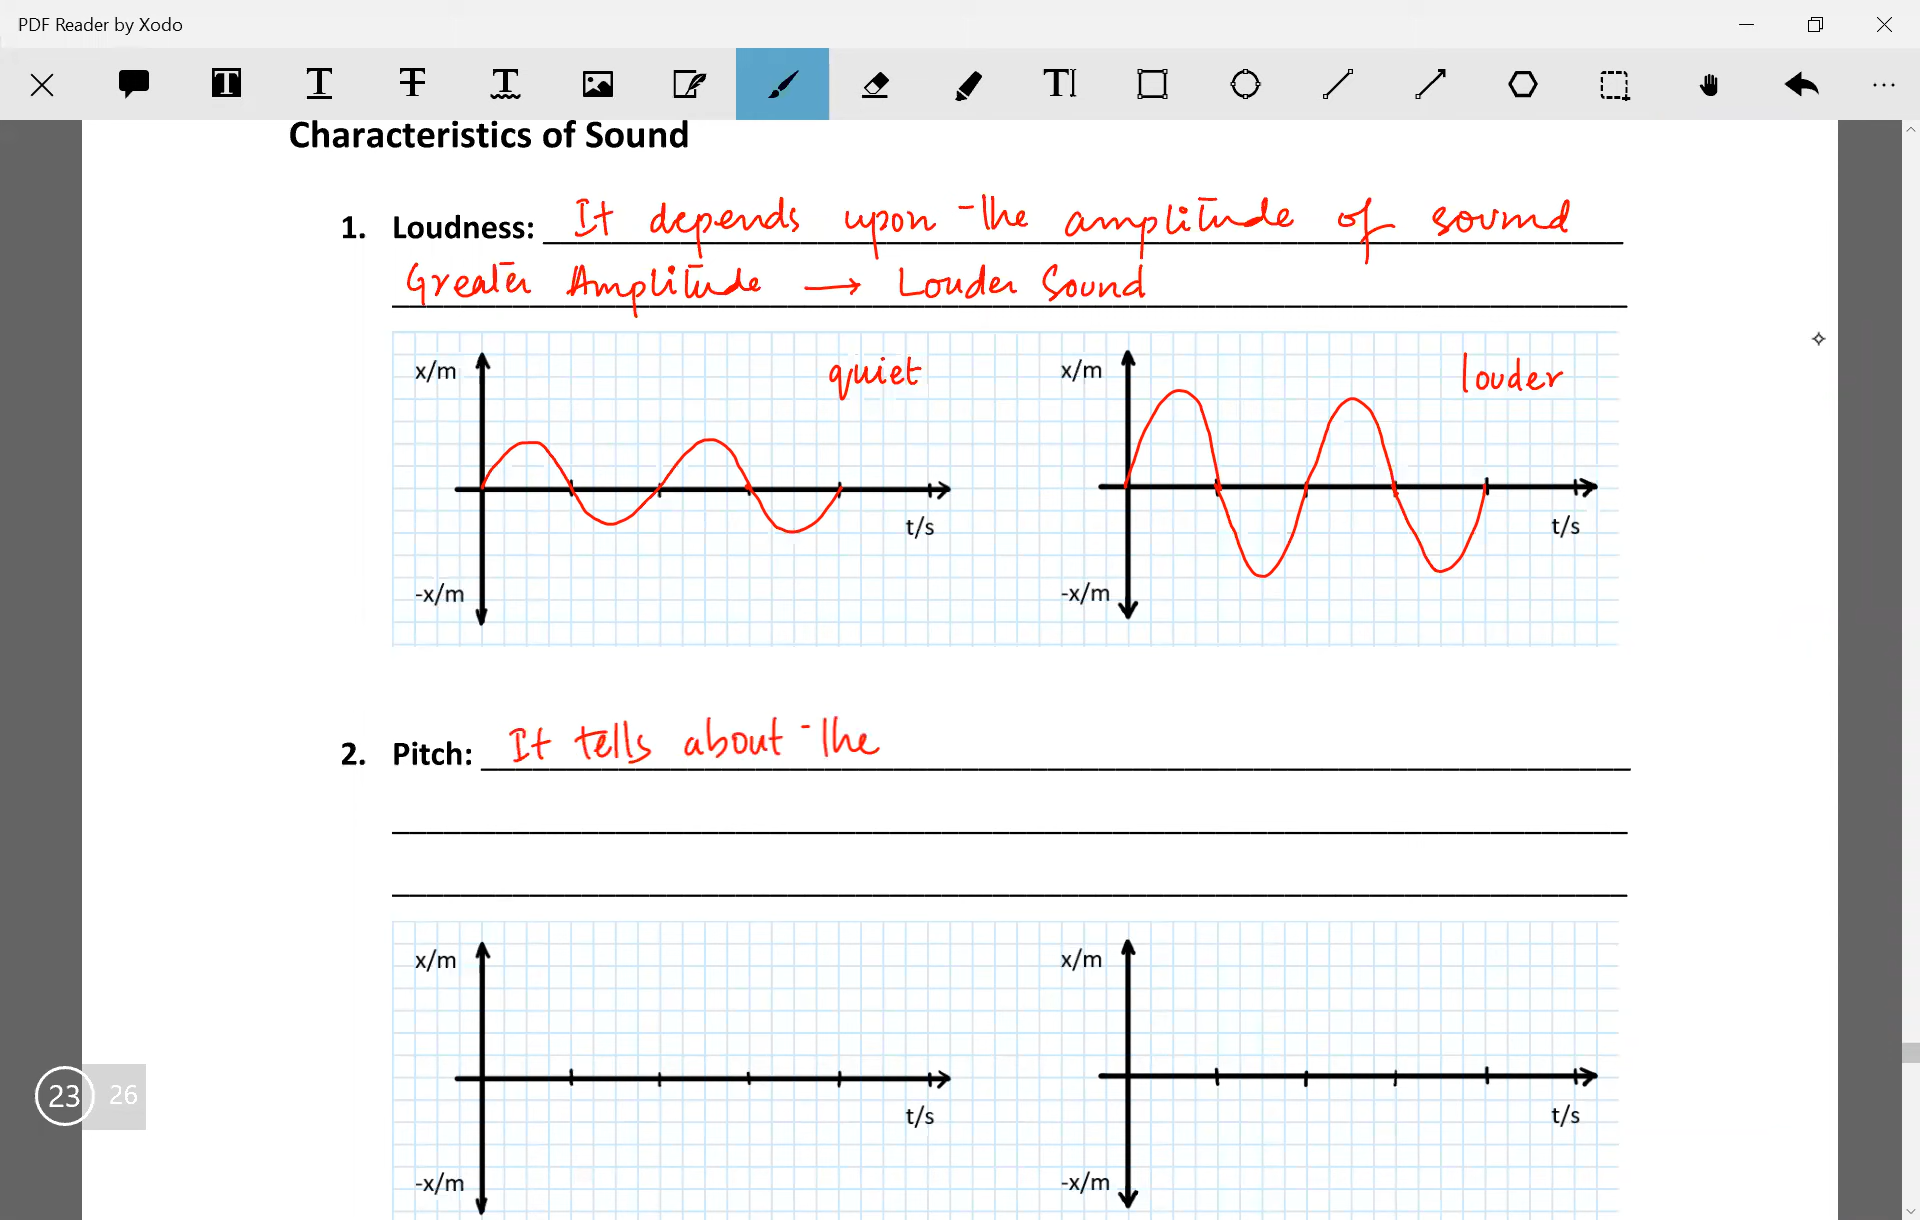 PDF Reader by Xodo
Characteristics of Sound
1. Loudness: It depends upon the amplitude of sound
Greater Amplitude → Louder Sound
x/m
quiet
t/s
-x/m
x/m
louder
t/s
-x/m
2. Pitch: It tells about the
x/m
t/s
-x/m
x/m
t/s
-x/m
23 26